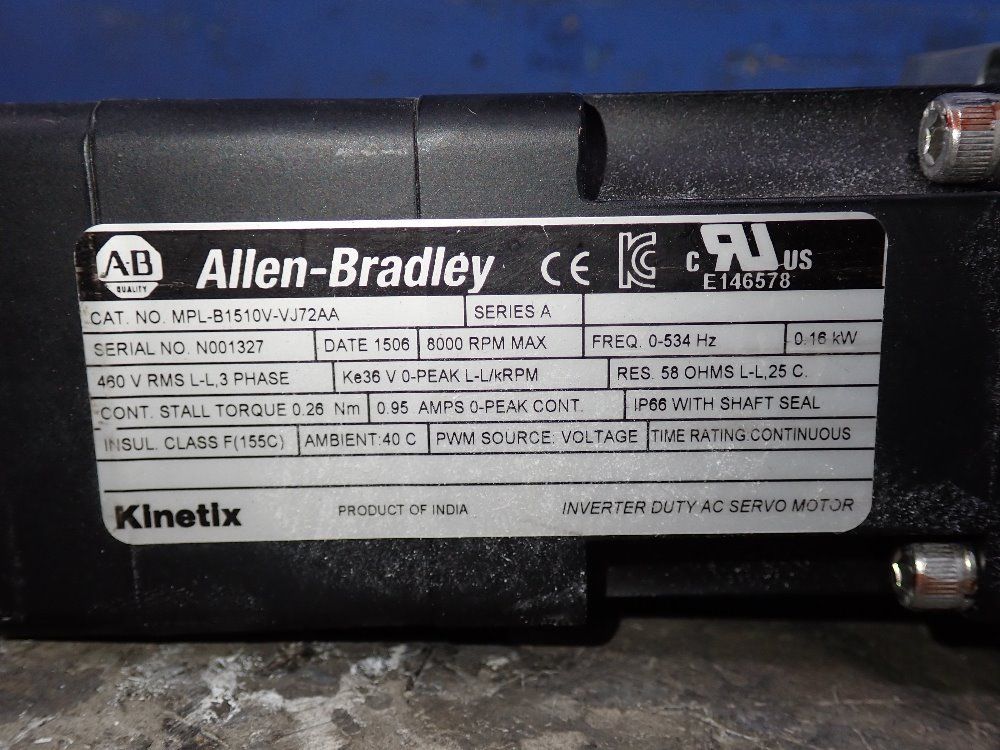 AB QUALITY Allen-Bradley CE KC c RU US E146578
CAT. NO. MPL-B1510V-VJ72AA SERIES A
SERIAL NO. N001327 DATE 1506 8000 RPM MAX FREQ. 0-534 Hz 0.16 kW
460 V RMS L-L,3 PHASE Ke36 V 0-PEAK L-L/kRPM RES. 58 OHMS L-L,25 C.
CONT. STALL TORQUE 0.26 Nm 0.95 AMPS 0-PEAK CONT. IP66 WITH SHAFT SEAL
INSUL. CLASS F(155C) AMBIENT:40 C PWM SOURCE: VOLTAGE TIME RATING:CONTINUOUS
Kinetix PRODUCT OF INDIA INVERTER DUTY AC SERVO MOTOR